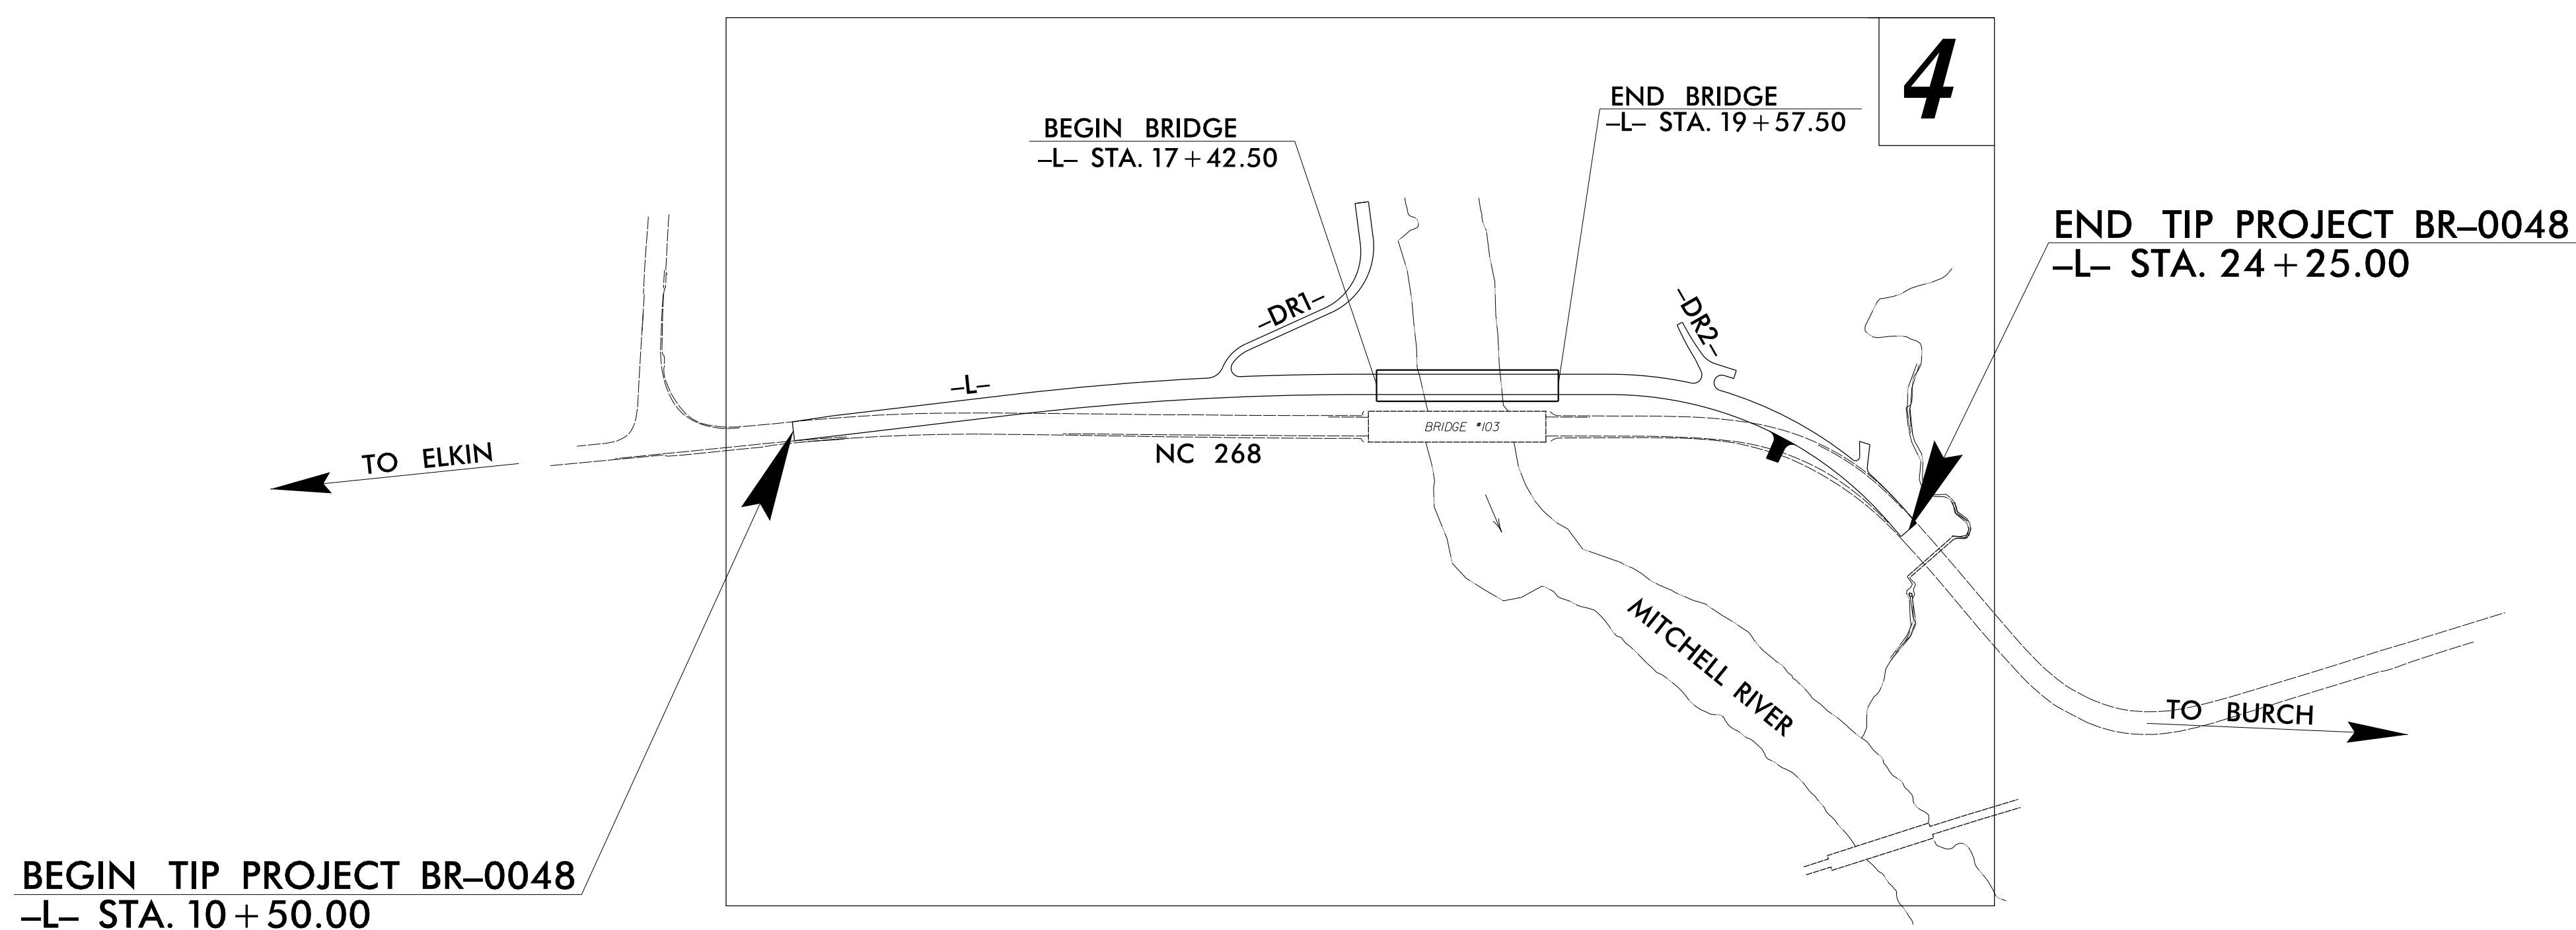 4
END BRIDGE
–L– STA. 19+57.50
BEGIN BRIDGE
–L– STA. 17+42.50
END TIP PROJECT BR–0048
–L– STA. 24+25.00
–DR1–
–DR2–
–L–
BRIDGE #103
NC 268
TO ELKIN
MITCHELL RIVER
TO BURCH
BEGIN TIP PROJECT BR–0048
–L– STA. 10+50.00